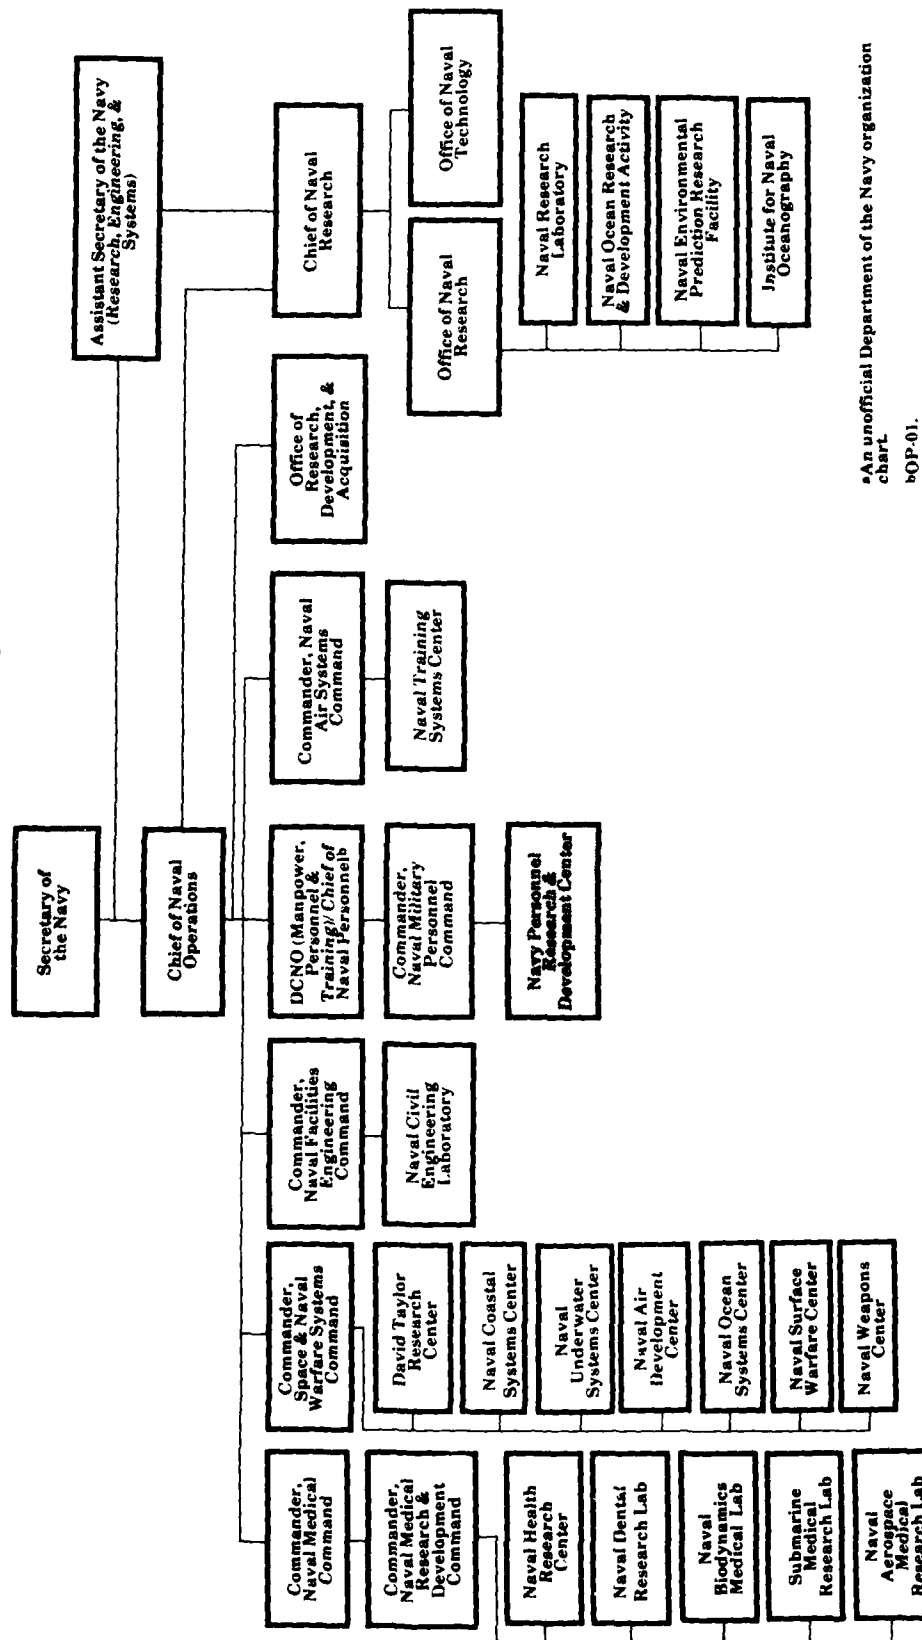 Secretary of
the Navy
Assistant Secretary of the Navy
(Research, Engineering, &
Systems)
Chief of Naval
Operations
Commander,
Naval Medical
Command
Commander,
Space & Naval
Warfare Systems
Command
Commander,
Naval Facilities
Engineering
Command
DCNO (Manpower,
Personnel &
Training)/Chief of
Naval Personnelb
Commander, Naval
Air Systems
Command
Office of
Research,
Development, &
Acquisition
Chief of Naval
Research
Commander,
Naval Medical
Research &
Development
Command
David Taylor
Research
Center
Naval Civil
Engineering
Laboratory
Commander,
Naval Military
Personnel
Command
Naval Training
Systems Center
Office of Naval
Research
Office of Naval
Technology
Naval Health
Research
Center
Naval Dental
Research Lab
Naval
Biodynamics
Medical Lab
Submarine
Medical
Research Lab
Naval
Aerospace
Medical
Research Lab
Naval Coastal
Systems Center
Naval
Underwater
Systems Center
Naval Air
Development
Center
Naval Ocean
Systems Center
Naval Surface
Warfare Center
Naval Weapons
Center
Navy Personnel
Research &
Development Center
Naval Research
Laboratory
Naval Ocean Research
& Development Activity
Naval Environmental
Prediction Research
Facility
Institute for Naval
Oceanography
aAn unofficial Department of the Navy organization
chart.
bOP-01.